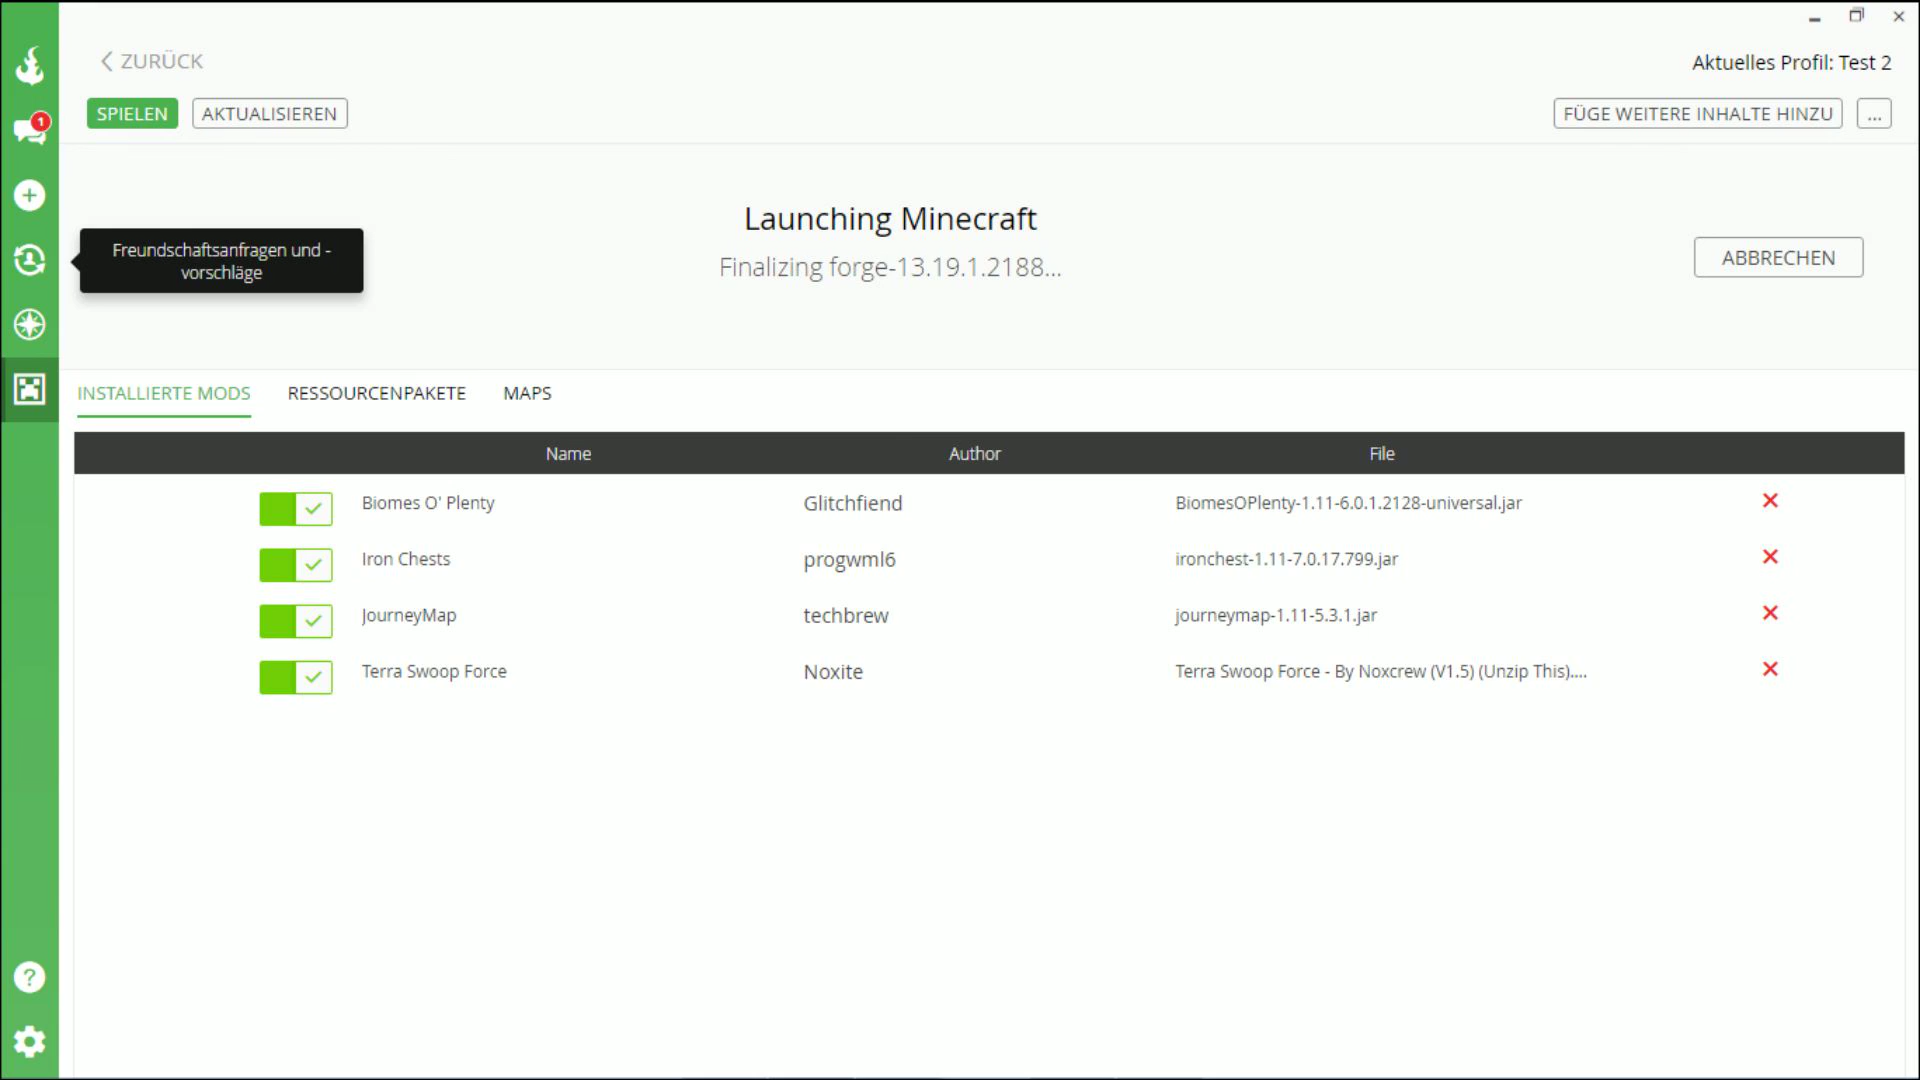 ZURÜCK
Aktuelles Profil: Test 2
SPIELEN
AKTUALISIEREN
FÜGE WEITERE INHALTE HINZU
...
1
Launching Minecraft
Finalizing forge-13.19.1.2188...
ABBRECHEN
Freundschaftsanfragen und -
vorschläge
INSTALLIERTE MODS
RESSOURCENPAKETE
MAPS
Name Author File
Biomes O' Plenty Glitchfiend BiomesOPlenty-1.11-6.0.1.2128-universal.jar
Iron Chests progwml6 ironchest-1.11-7.0.17.799.jar
JourneyMap techbrew journeymap-1.11-5.3.1.jar
Terra Swoop Force Noxite Terra Swoop Force - By Noxcrew (V1.5) (Unzip This)....
?